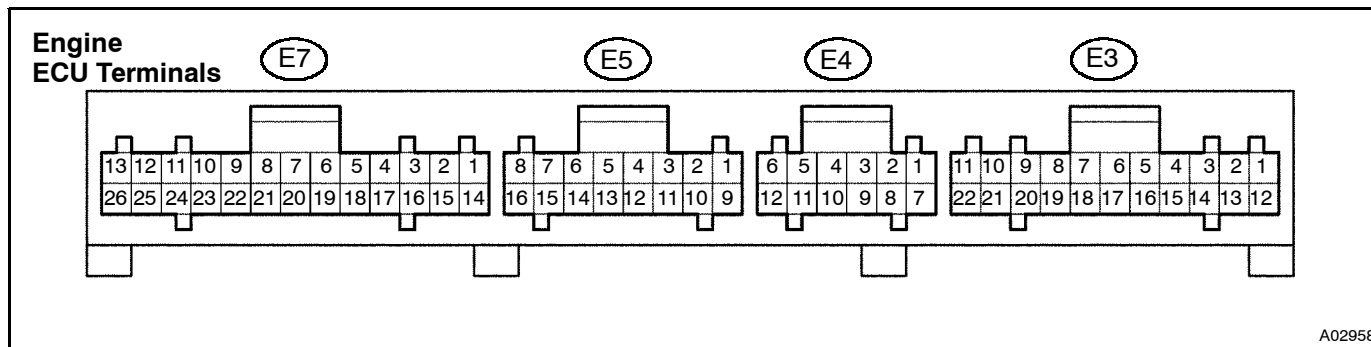 Engine
ECU Terminals
E7 E5 E4 E3
13 12 11 10 9 8 7 6 5 4 3 2 1 8 7 6 5 4 3 2 1 6 5 4 3 2 1 11 10 9 8 7 6 5 4 3 2 1
26 25 24 23 22 21 20 19 18 17 16 15 14 16 15 14 13 12 11 10 9 12 11 10 9 8 7 22 21 20 19 18 17 16 15 14 13 12
A02958